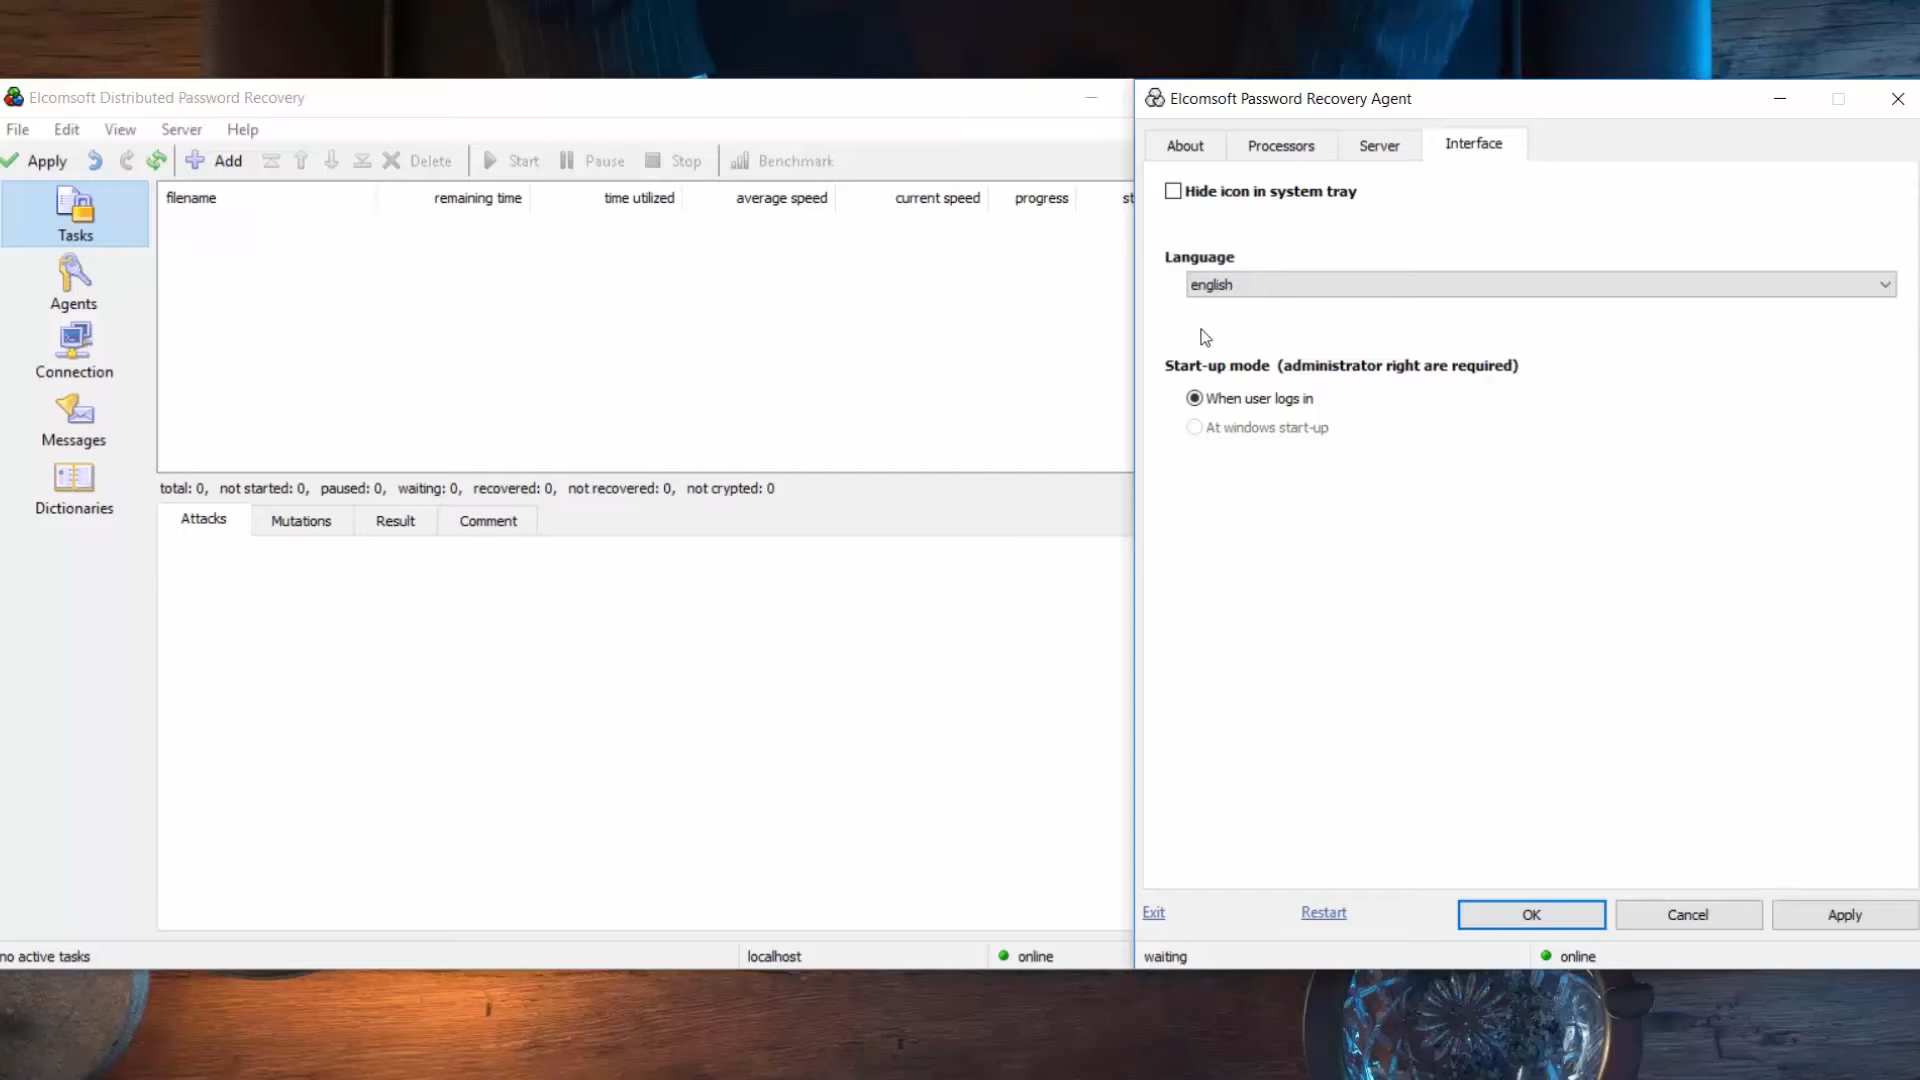 Elcomsoft Distributed Password Recovery
File Edit View Server Help
Apply Add Delete Start Pause Stop Benchmark
Tasks
Agents
Connection
Messages
Dictionaries
filename remaining time time utilized average speed current speed progress st
total: 0, not started: 0, paused: 0, waiting: 0, recovered: 0, not recovered: 0, not crypted: 0
Attacks Mutations Result Comment
no active tasks localhost online
Elcomsoft Password Recovery Agent
About Processors Server Interface
Hide icon in system tray
Language
english
Start-up mode (administrator right are required)
When user logs in
At windows start-up
Exit Restart OK Cancel Apply
waiting online